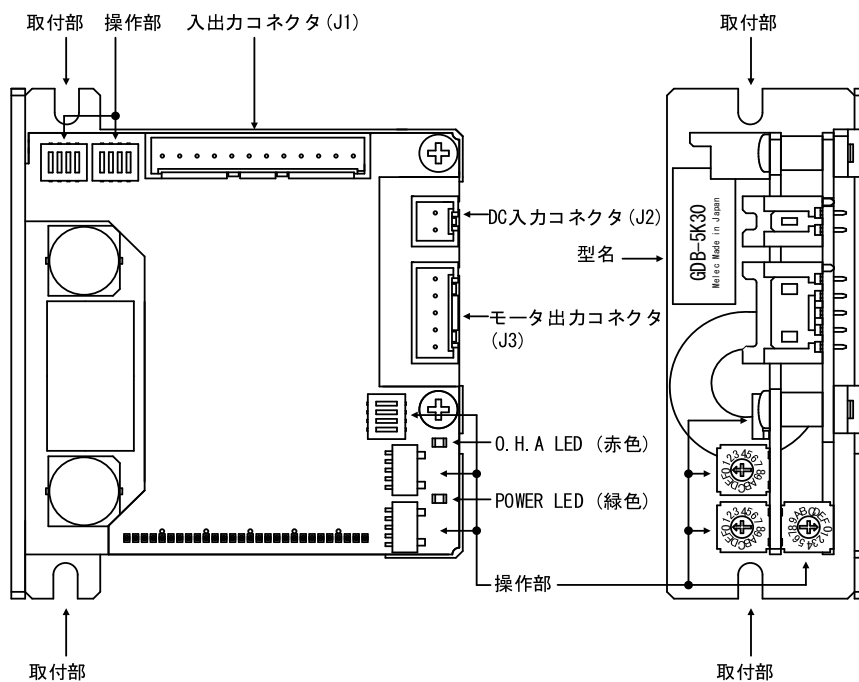 取付部 操作部 入出力コネクタ(J1) 取付部
DC入力コネクタ(J2)
型名
GDB-5K30
Melec Made in Japan
モータ出力コネクタ
(J3)
O.H.A LED (赤色)
POWER LED (緑色)
0123456789ABCDEF
0123456789ABCDEF
0123456789ABCDEF
操作部
取付部 取付部